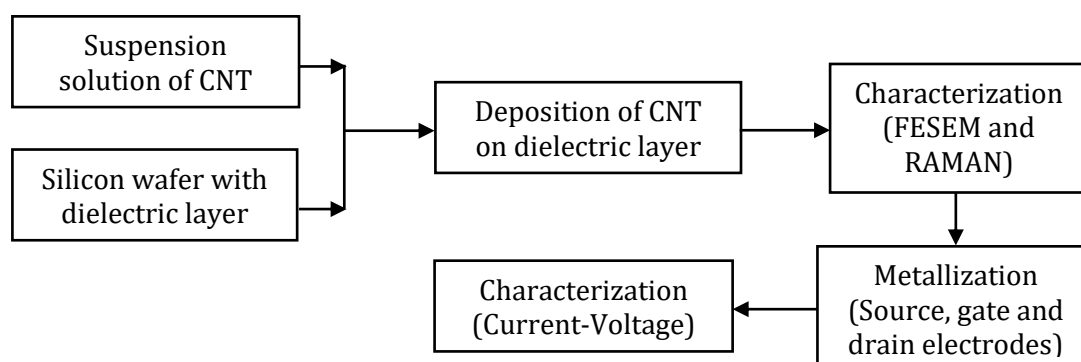 Suspension
solution of CNT
Silicon wafer with
dielectric layer
Deposition of CNT
on dielectric layer
Characterization
(FESEM and
RAMAN)
Metallization
(Source, gate and
drain electrodes)
Characterization
(Current-Voltage)